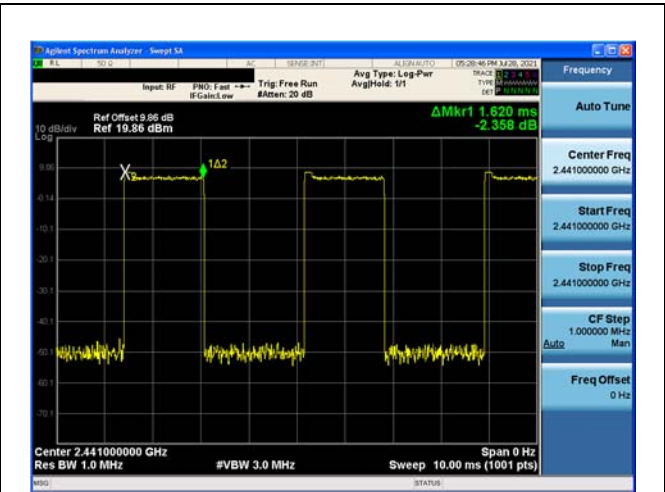 Agilent Spectrum Analyzer - Swept SA
RL 50 Ω AC SENSE:INT ALIGNAUTO 05:28:46 PM Jul 28, 2021
Input: RF PNO: Fast Trig: Free Run Avg Type: Log-Pwr TRACE 1 2 3 4 5 6
IFGain:Low #Atten: 20 dB Avg|Hold: 1/1 TYPE
DET P N N N N N
Frequency
Auto Tune
Ref Offset 9.86 dB ΔMkr1 1.620 ms
10 dB/div Ref 19.86 dBm -2.358 dB
Log
9.86
-0.14
-10.1
-20.1
-30.1
-40.1
-50.1
-60.1
-70.1
X2
1Δ2
Center Freq
2.441000000 GHz
Start Freq
2.441000000 GHz
Stop Freq
2.441000000 GHz
CF Step
1.000000 MHz
Auto Man
Freq Offset
0 Hz
Center 2.441000000 GHz Span 0 Hz
Res BW 1.0 MHz #VBW 3.0 MHz Sweep 10.00 ms (1001 pts)
MSG STATUS